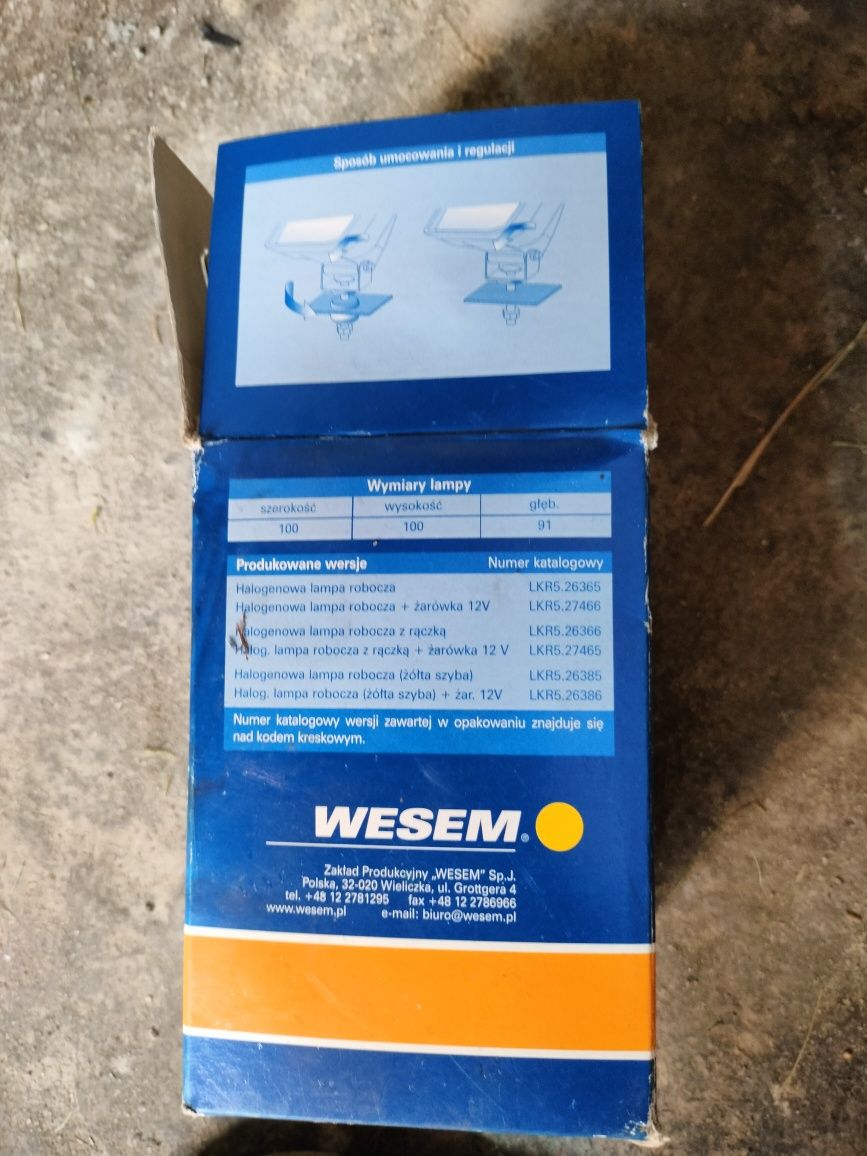 Sposób umocowania i regulacji
Wymiary lampy
szerokość wysokość głęb.
100 100 91
Produkowane wersje Numer katalogowy
Halogenowa lampa robocza LKR5.26365
Halogenowa lampa robocza + żarówka 12V LKR5.27466
Halogenowa lampa robocza z rączką LKR5.26366
Halog. lampa robocza z rączką + żarówka 12 V LKR5.27465
Halogenowa lampa robocza (żółta szyba) LKR5.26385
Halog. lampa robocza (żółta szyba) + żar. 12V LKR5.26386
Numer katalogowy wersji zawartej w opakowaniu znajduje się
nad kodem kreskowym.
WESEM®
Zakład Produkcyjny „WESEM” Sp.J.
Polska, 32-020 Wieliczka, ul. Grottgera 4
tel. +48 12 2781295 fax +48 12 2786966
www.wesem.pl e-mail: biuro@wesem.pl